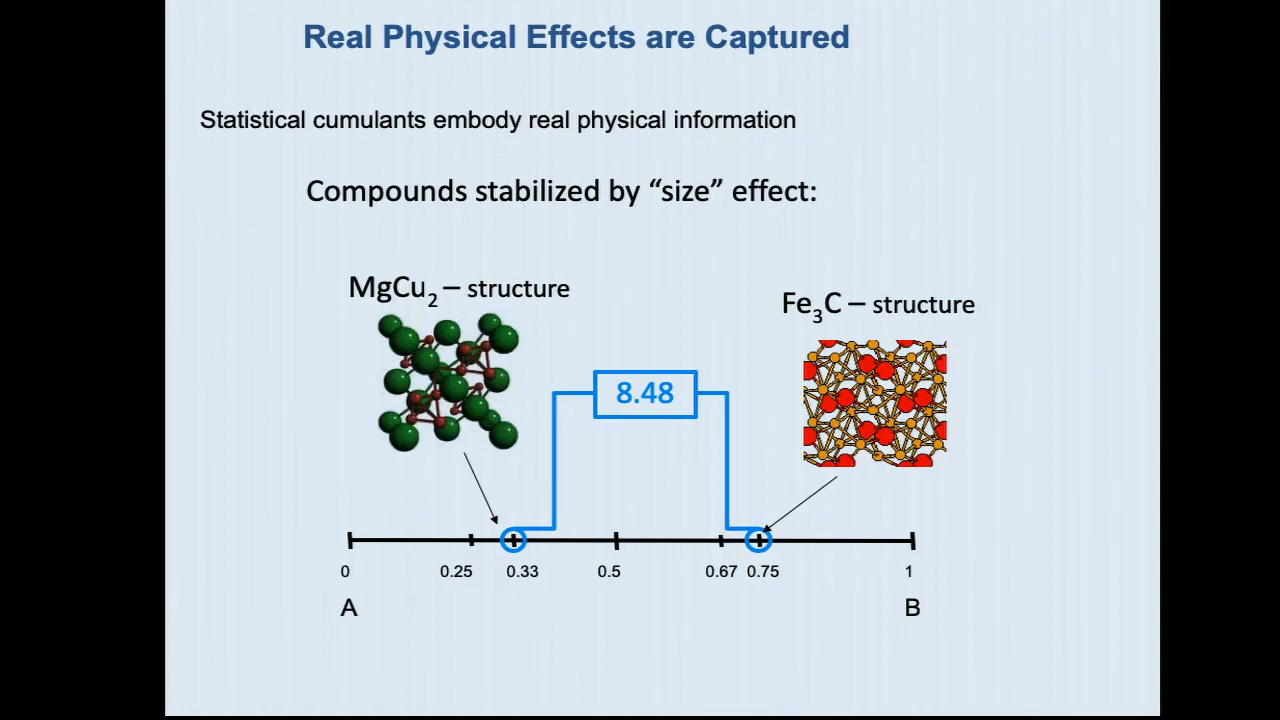 Real Physical Effects are Captured
Statistical cumulants embody real physical information
Compounds stabilized by “size” effect:
MgCu₂ – structure
Fe₃C – structure
8.48
0 0.25 0.33 0.5 0.67 0.75 1
A B